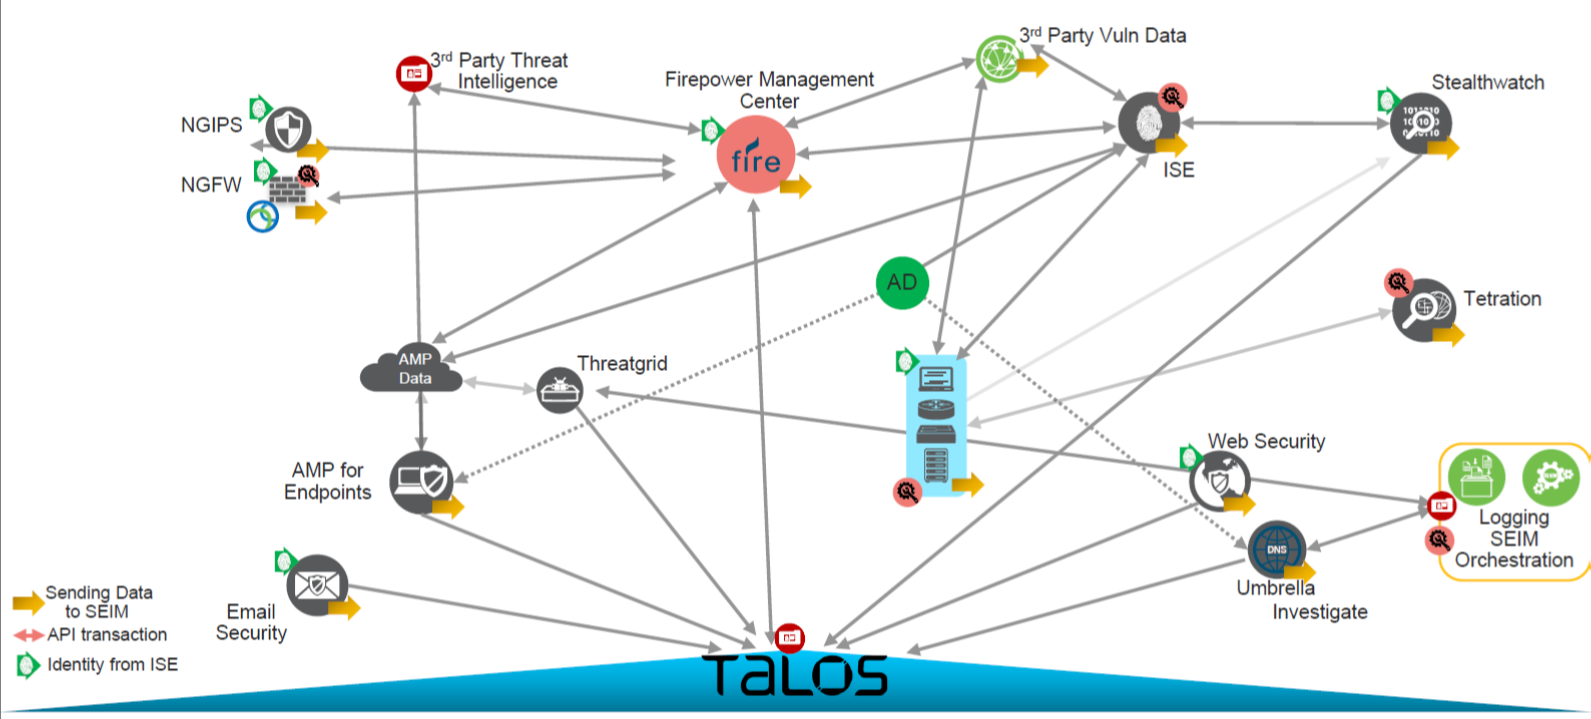 3rd Party Threat
Intelligence
Firepower Management
Center
3rd Party Vuln Data
Stealthwatch
NGIPS
NGFW
fire
ISE
AD
Tetration
AMP
Data
Threatgrid
AMP for
Endpoints
Web Security
Logging
SEIM
Orchestration
DNS
Umbrella
Investigate
Email
Security
Sending Data
to SEIM
API transaction
Identity from ISE
TALOS